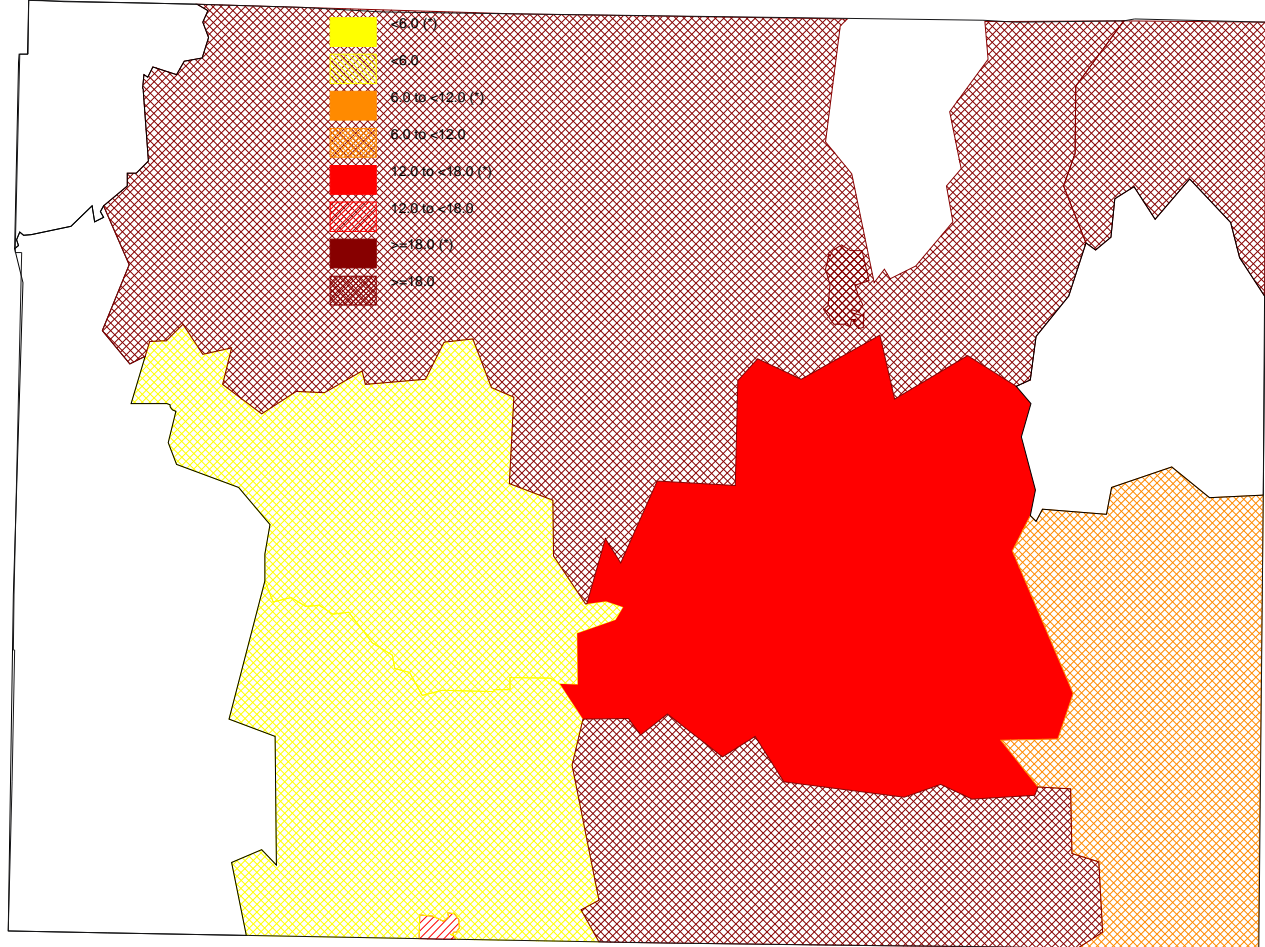 <6.0 (*)
<6.0
6.0 to <12.0 (*)
6.0 to <12.0
12.0 to <18.0 (*)
12.0 to <18.0
>=18.0 (*)
>=18.0